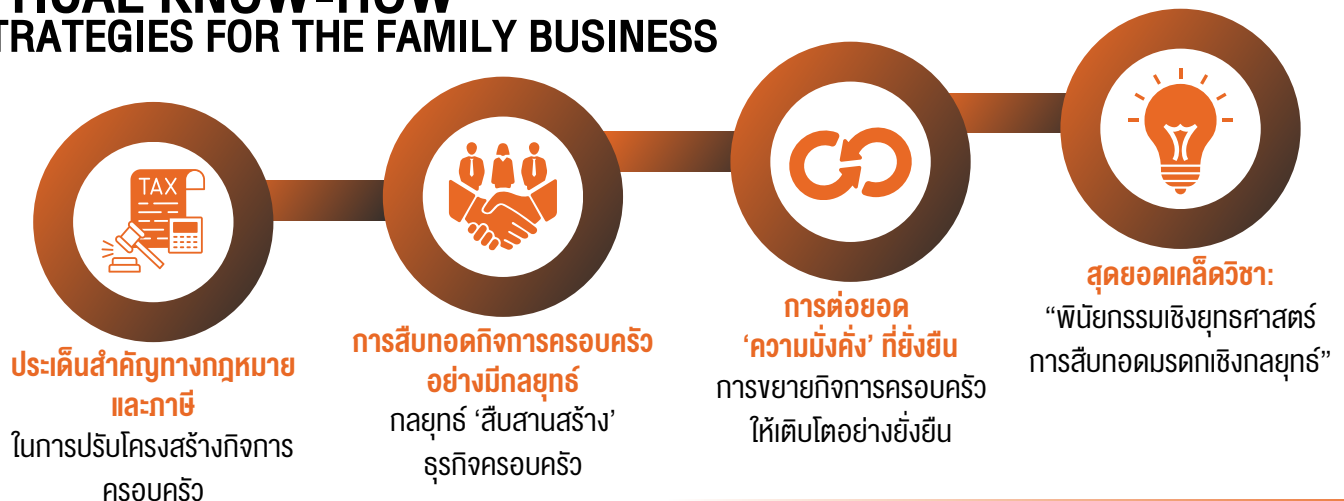 KNOW-HOW
FOR THE FAMILY BUSINESS
TAX
ประเด็นสำคัญทางกฎหมาย
และภาษี
ในการปรับโครงสร้างกิจการ
ครอบครัว
การสืบทอดกิจการครอบครัว
อย่างมีกลยุทธ์
กลยุทธ์ ‘สืบสานสร้าง’
ธุรกิจครอบครัว
การต่อยอด
‘ความมั่งคั่ง’ ที่ยั่งยืน
การขยายกิจการครอบครัว
ให้เติบโตอย่างยั่งยืน
สุดยอดเคล็ดวิชา:
“พินัยกรรมเชิงยุทธศาสตร์
การสืบทอดมรดกเชิงกลยุทธ์”